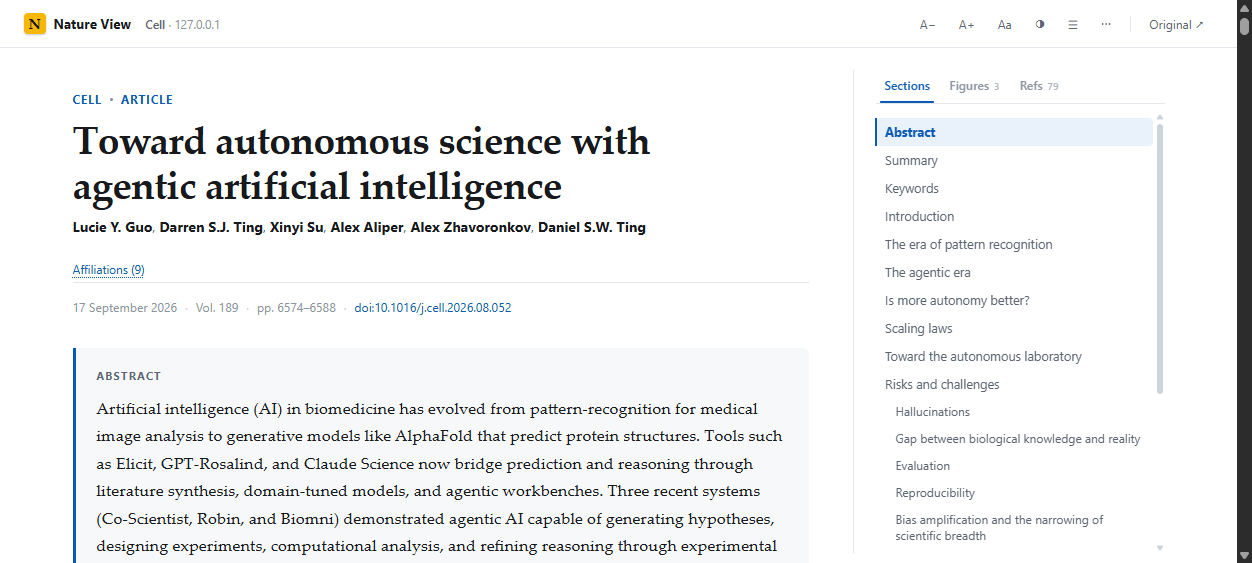 N Nature View Cell · 127.0.0.1 A− A+ Aa ◑ ☰ ··· Original ↗
Sections Figures 3 Refs 79
CELL • ARTICLE
Toward autonomous science with
agentic artificial intelligence
Lucie Y. Guo, Darren S.J. Ting, Xinyi Su, Alex Aliper, Alex Zhavoronkov, Daniel S.W. Ting
Affiliations (9)
17 September 2026 · Vol. 189 · pp. 6574–6588 · doi:10.1016/j.cell.2026.08.052
ABSTRACT
Artificial intelligence (AI) in biomedicine has evolved from pattern-recognition for medical
image analysis to generative models like AlphaFold that predict protein structures. Tools such
as Elicit, GPT-Rosalind, and Claude Science now bridge prediction and reasoning through
literature synthesis, domain-tuned models, and agentic workbenches. Three recent systems
(Co-Scientist, Robin, and Biomni) demonstrated agentic AI capable of generating hypotheses,
designing experiments, computational analysis, and refining reasoning through experimental
Abstract
Summary
Keywords
Introduction
The era of pattern recognition
The agentic era
Is more autonomy better?
Scaling laws
Toward the autonomous laboratory
Risks and challenges
Hallucinations
Gap between biological knowledge and reality
Evaluation
Reproducibility
Bias amplification and the narrowing of
scientific breadth